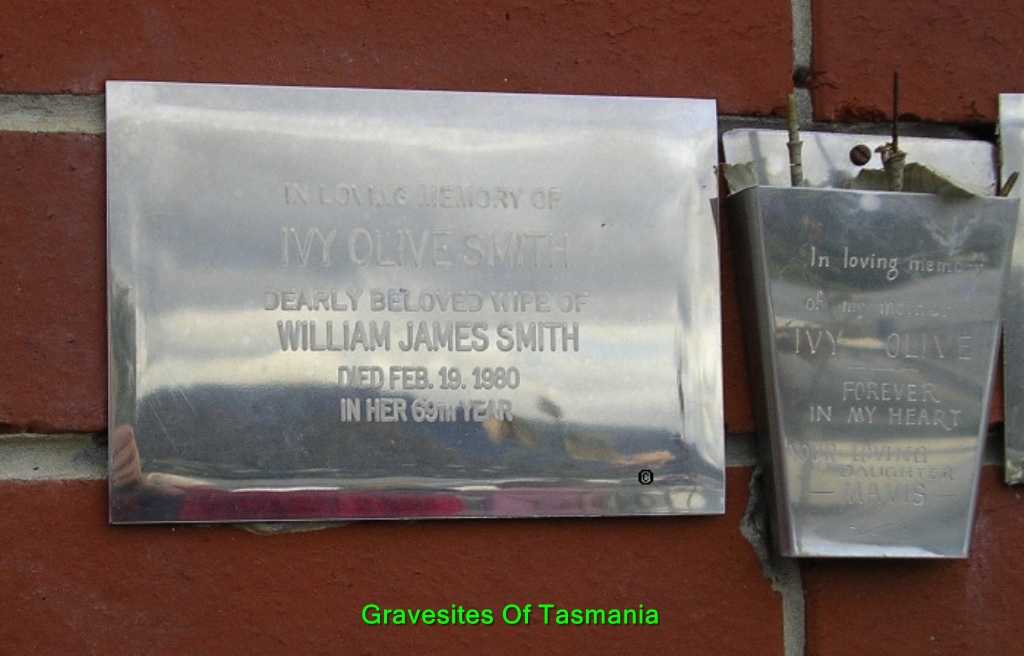 IN LOVING MEMORY OF
IVY OLIVE SMITH
DEARLY BELOVED WIFE OF
WILLIAM JAMES SMITH
DIED FEB. 19. 1980
IN HER 69TH YEAR
©
In loving memory
of my mother
IVY OLIVE
FOREVER
IN MY HEART
YOUR LOVING
DAUGHTER
— MAVIS —
Gravesites Of Tasmania